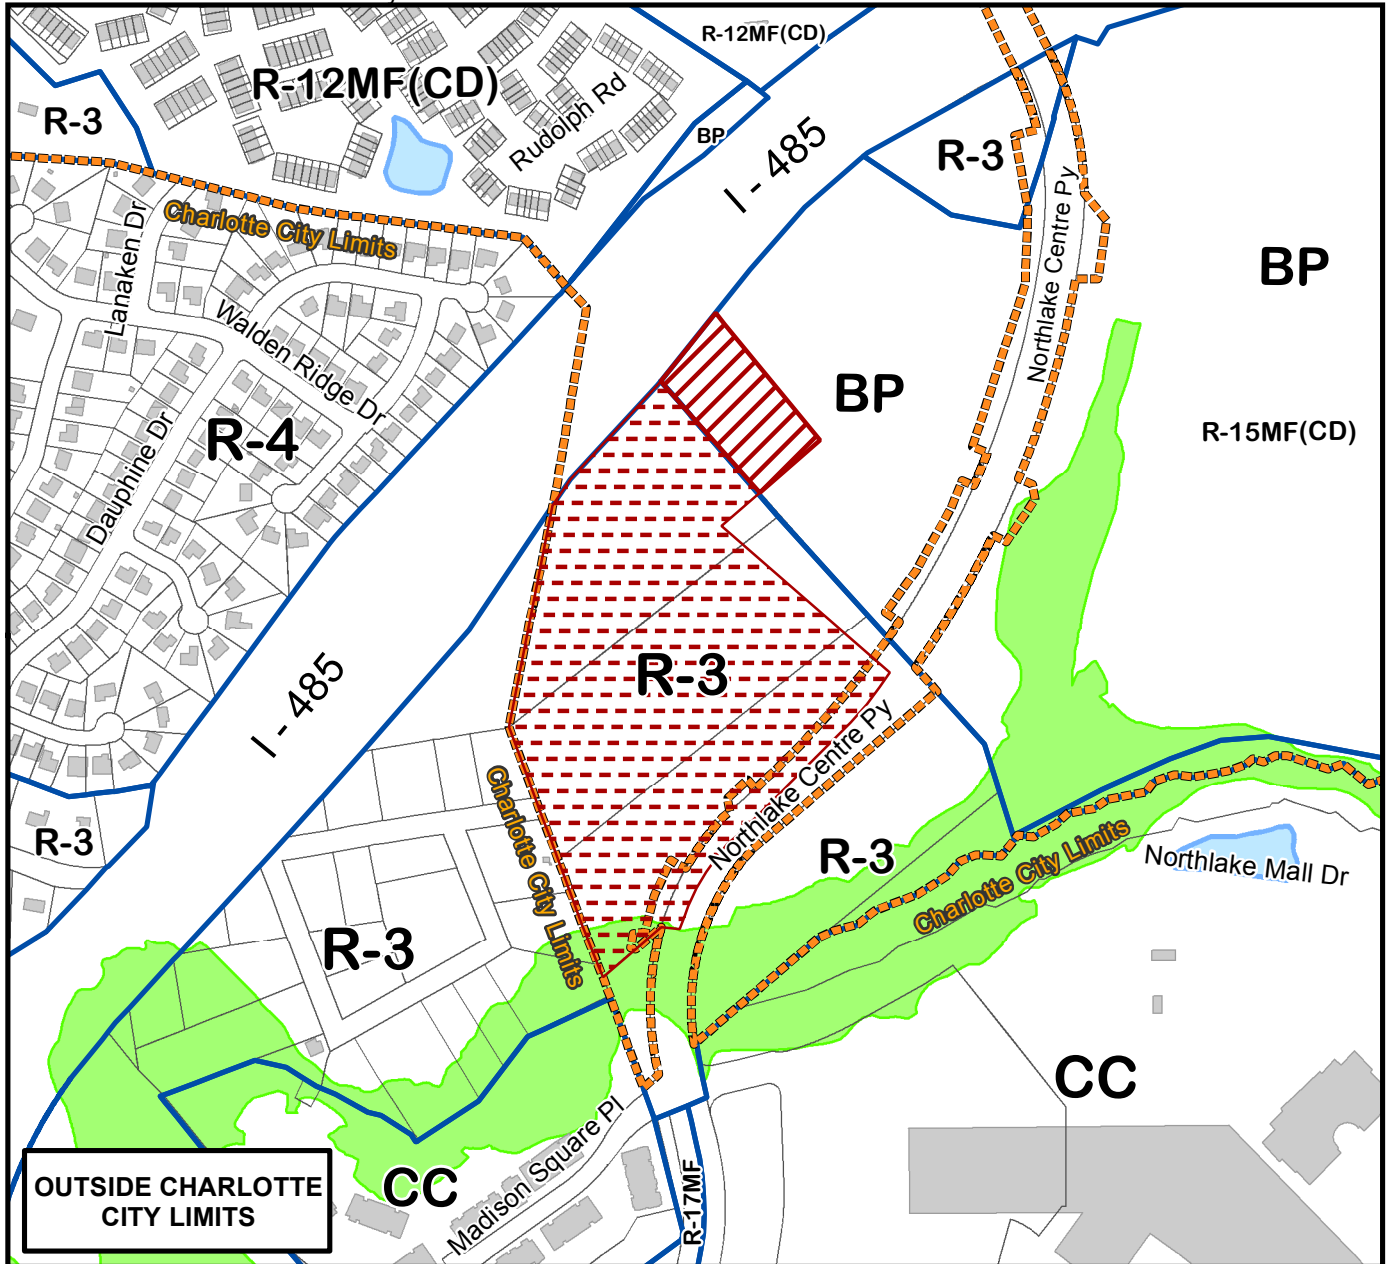 R-12MF(CD)
R-12MF(CD)
Rudolph Rd
R-3
BP
I - 485
R-3
Northlake Centre Py
Charlotte City Limits
Lanaken Dr
Walden Ridge Dr
BP
BP
R-4
Dauphine Dr
R-15MF(CD)
R-3
I - 485
Northlake Centre Py
Charlotte City Limits
R-3
R-3
Charlotte City Limits
Northlake Mall Dr
R-3
CC
Madison Square Pl
CC
R-17MF
OUTSIDE CHARLOTTE
CITY LIMITS